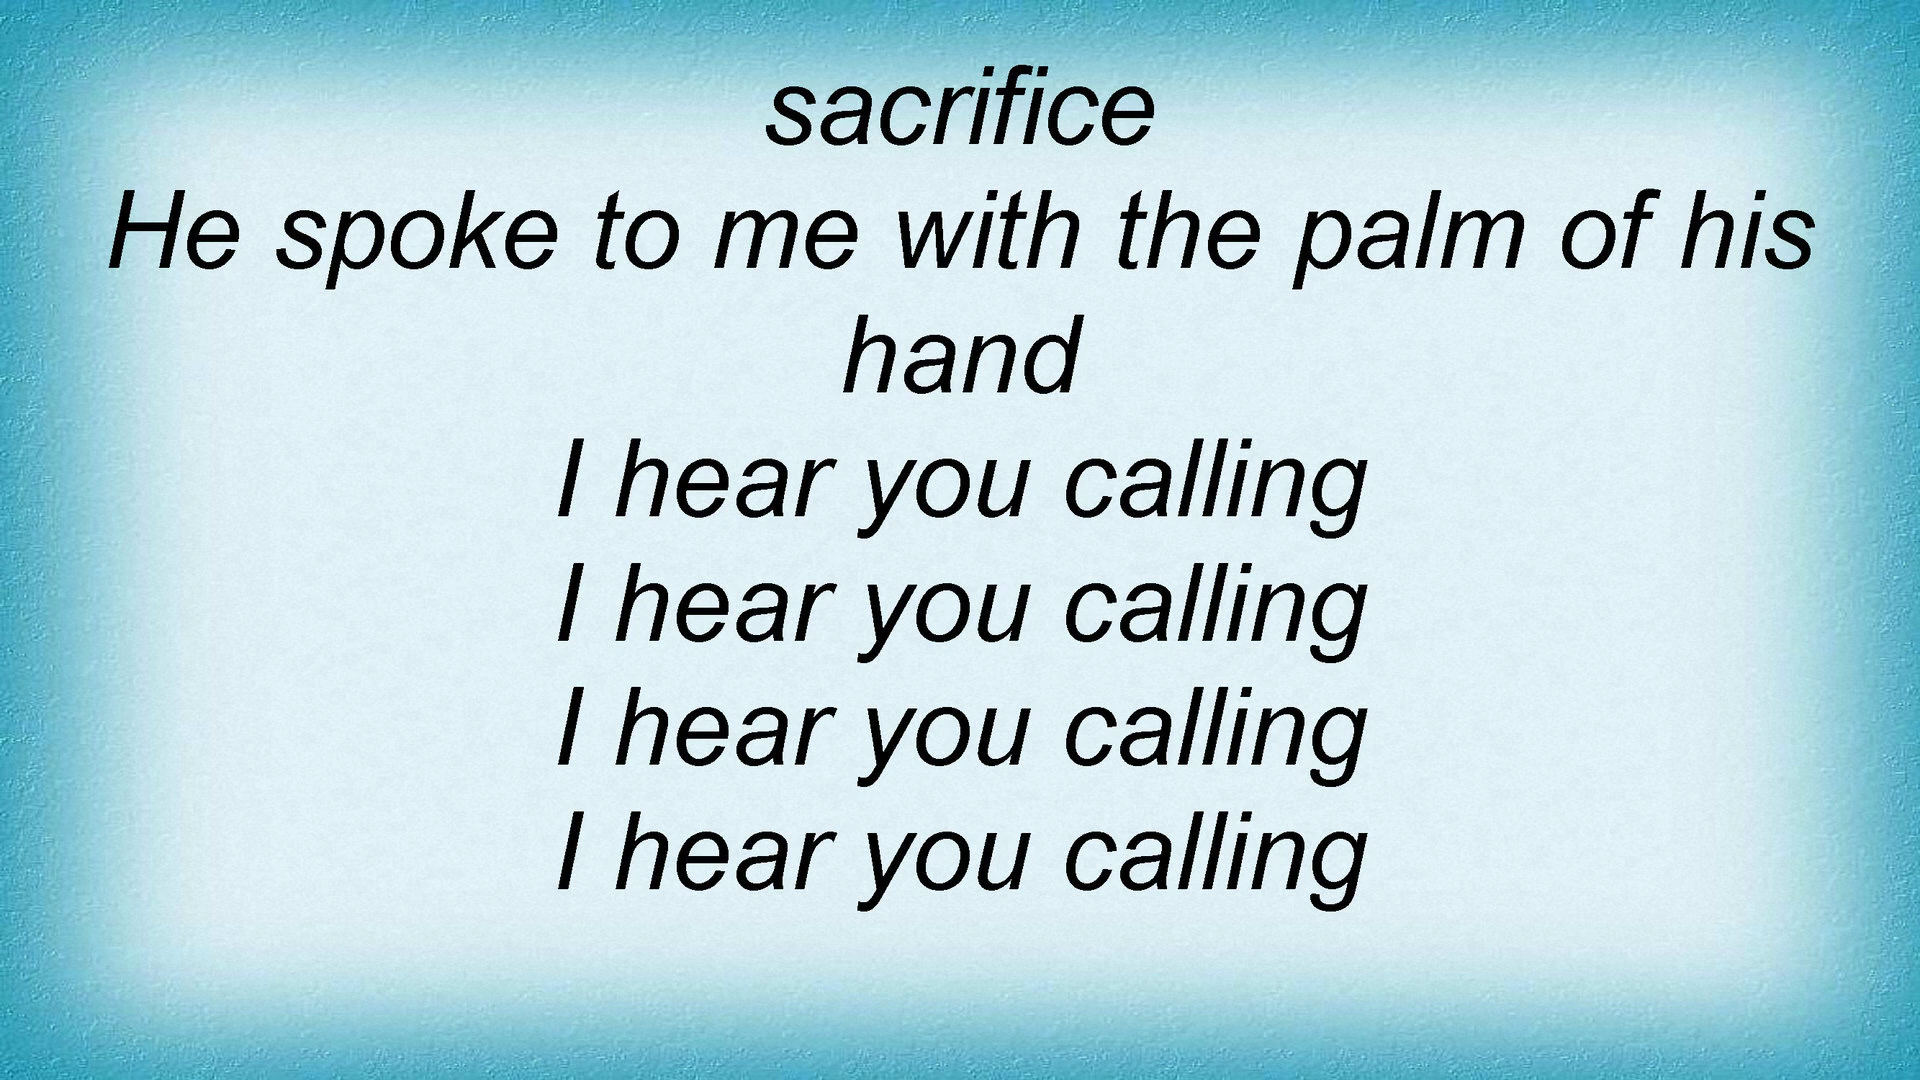 sacrifice
He spoke to me with the palm of his
hand
I hear you calling
I hear you calling
I hear you calling
I hear you calling